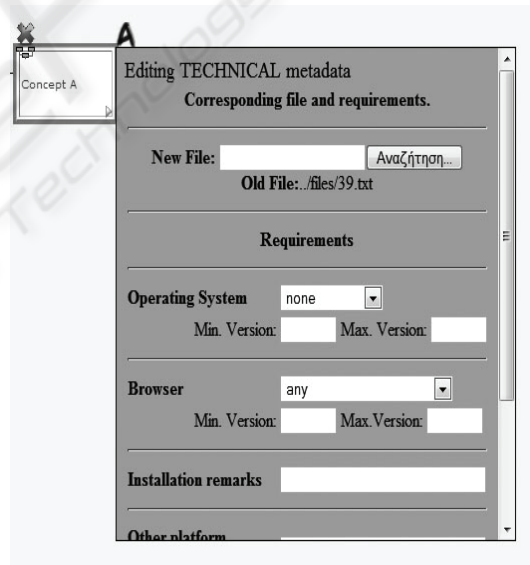 A
Concept A
Editing TECHNICAL metadata
Corresponding file and requirements.
New File: Αναζήτηση...
Old File:../files/39.txt
Requirements
Operating System none
Min. Version: Max. Version:
Browser any
Min. Version: Max.Version:
Installation remarks
Other platform